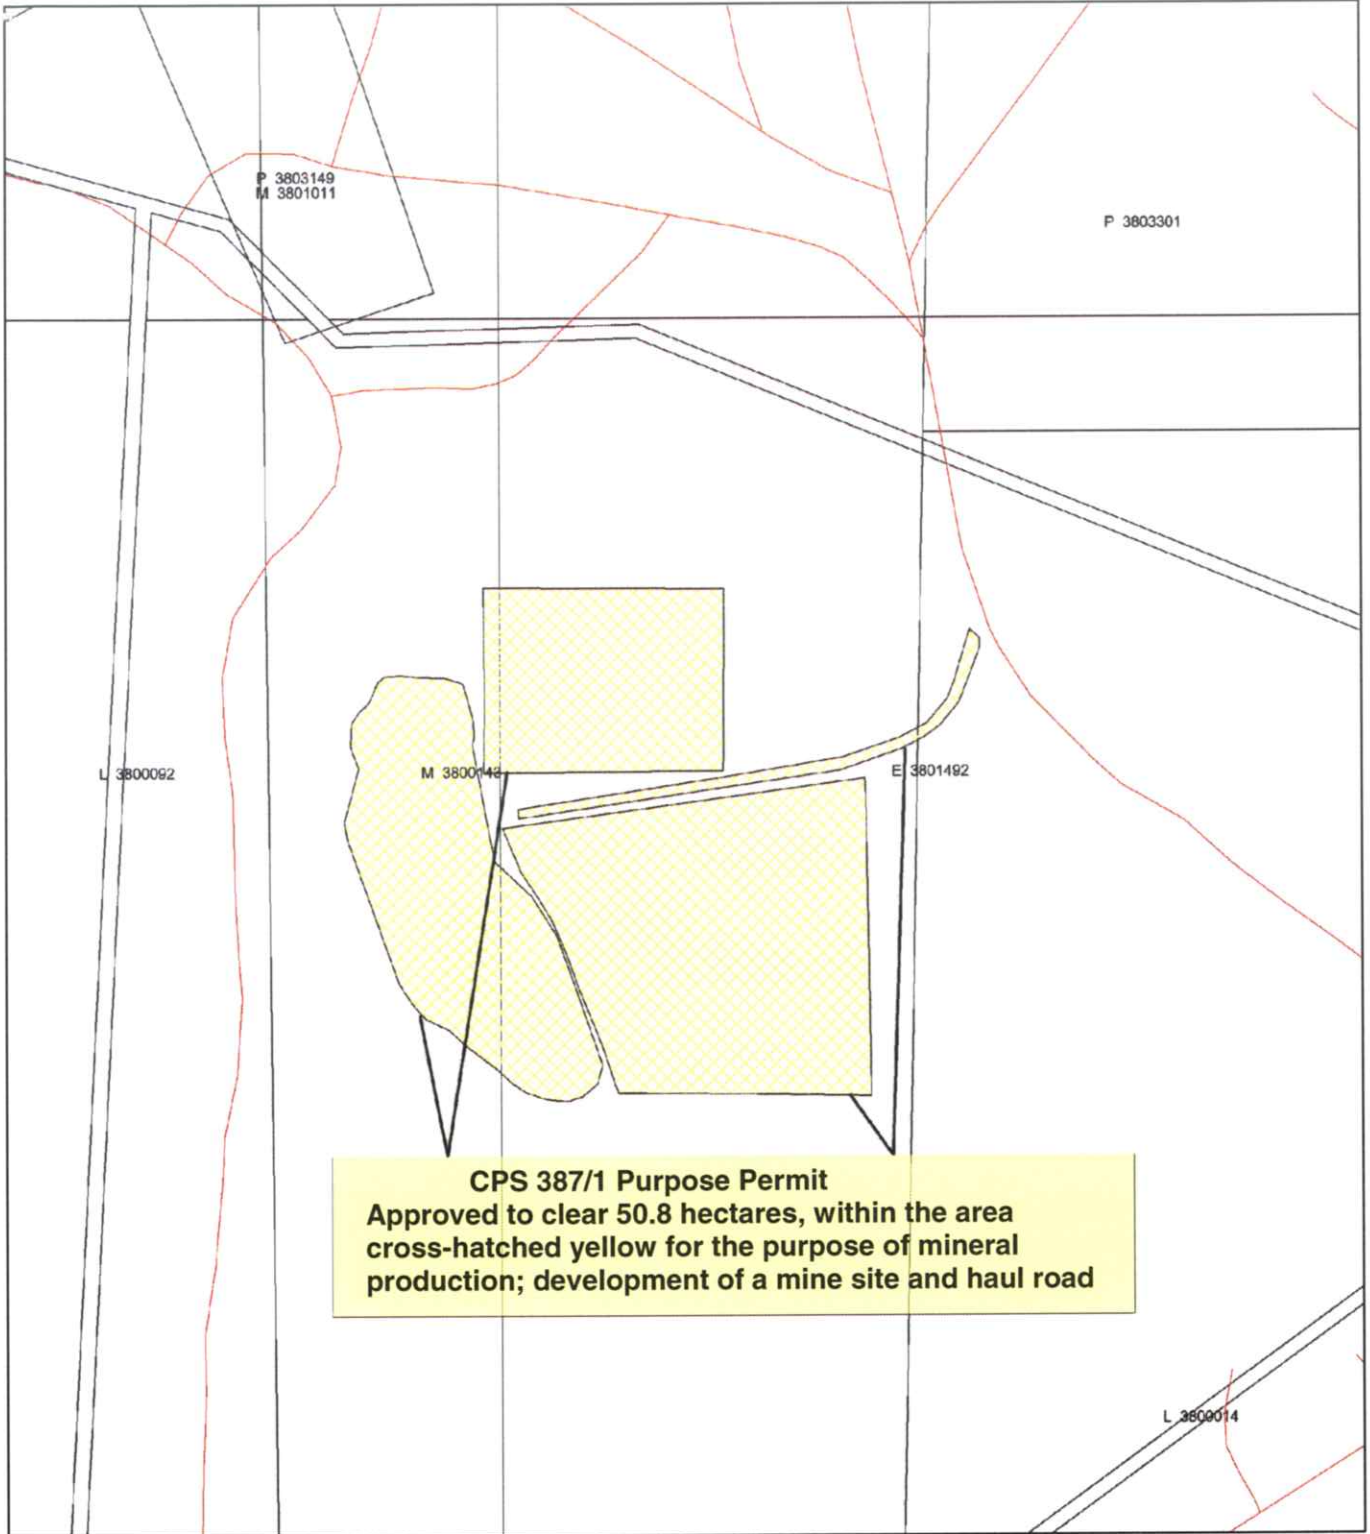 P 3803149
M 3801011
P 3803301
L 3800092
M 3800143
E 3801492
CPS 387/1 Purpose Permit
Approved to clear 50.8 hectares, within the area
cross-hatched yellow for the purpose of mineral
production; development of a mine site and haul road
L 3800014